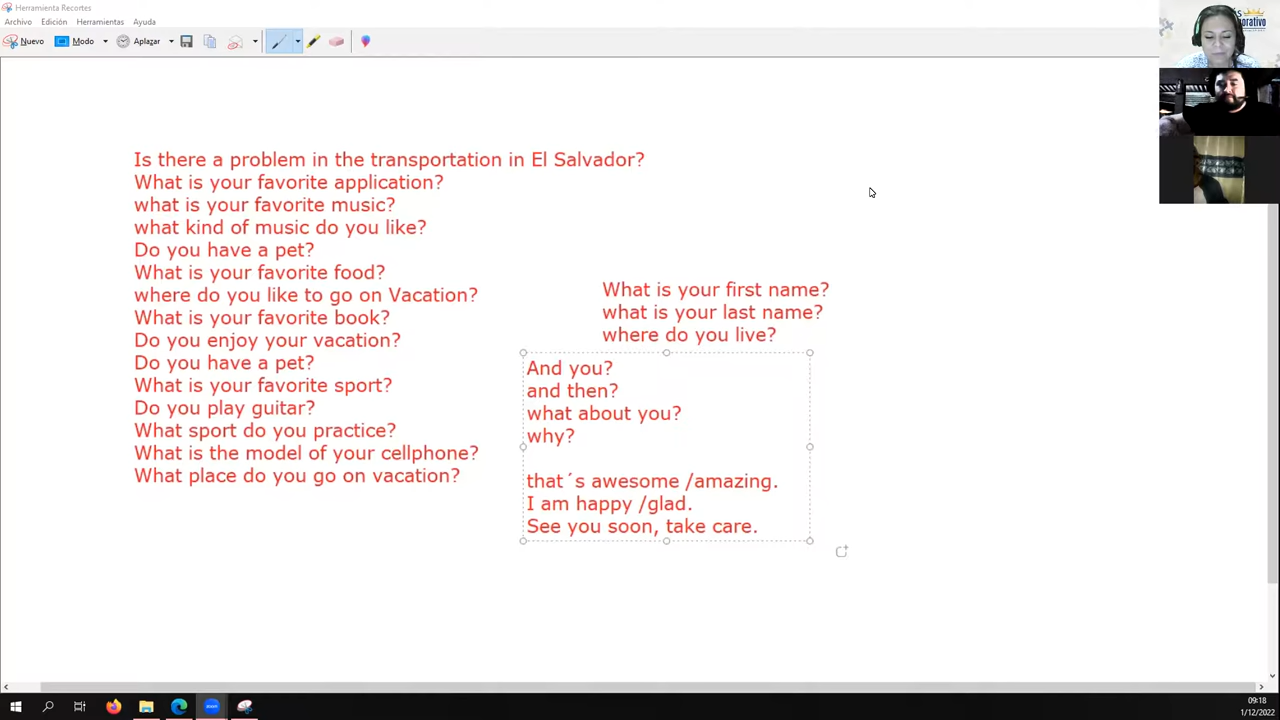 Herramienta Recortes
Archivo Edición Herramientas Ayuda
Nuevo Modo Aplazar
Is there a problem in the transportation in El Salvador?
What is your favorite application?
what is your favorite music?
what kind of music do you like?
Do you have a pet?
What is your favorite food?
where do you like to go on Vacation?
What is your favorite book?
Do you enjoy your vacation?
Do you have a pet?
What is your favorite sport?
Do you play guitar?
What sport do you practice?
What is the model of your cellphone?
What place do you go on vacation?
What is your first name?
what is your last name?
where do you live?
And you?
and then?
what about you?
why?
that´s awesome /amazing.
I am happy /glad.
See you soon, take care.
zoom
09:18
1/12/2022